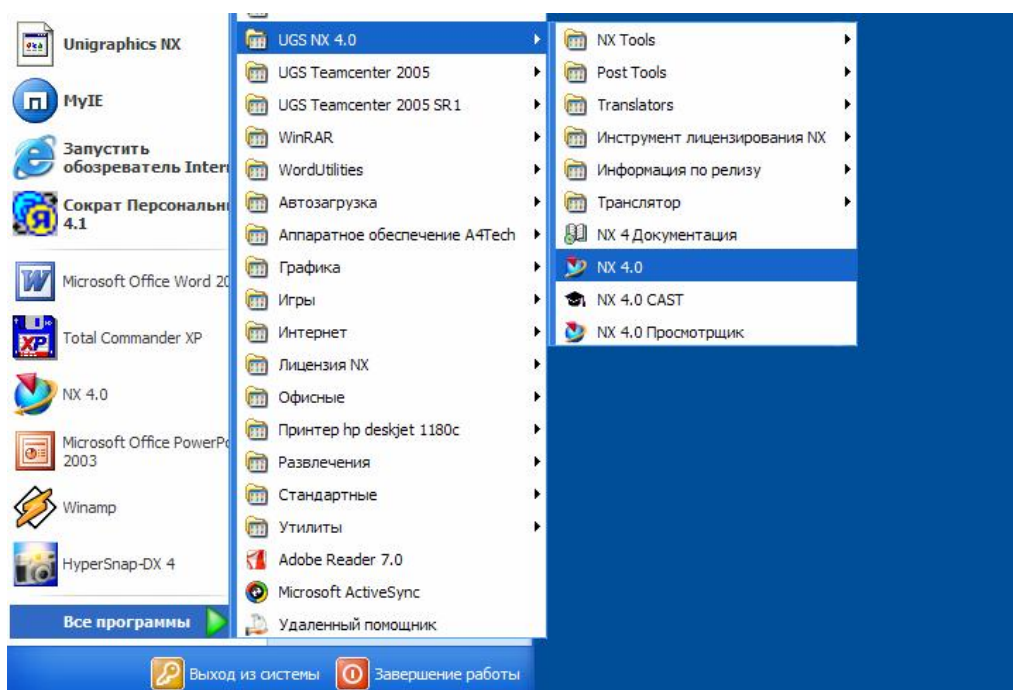 Unigraphics NX
MyIE
Запустить
обозреватель Intern
Сократ Персональн
4.1
Microsoft Office Word 20
Total Commander XP
NX 4.0
Microsoft Office PowerPo
2003
Winamp
HyperSnap-DX 4
Все программы
UGS NX 4.0
UGS Teamcenter 2005
UGS Teamcenter 2005 SR1
WinRAR
WordUtilities
Автозагрузка
Аппаратное обеспечение A4Tech
Графика
Игры
Интернет
Лицензия NX
Офисные
Принтер hp deskjet 1180c
Развлечения
Стандартные
Утилиты
Adobe Reader 7.0
Microsoft ActiveSync
Удаленный помощник
NX Tools
Post Tools
Translators
Инструмент лицензирования NX
Информация по релизу
Транслятор
NX 4 Документация
NX 4.0
NX 4.0 CAST
NX 4.0 Просмотрщик
Выход из системы
Завершение работы